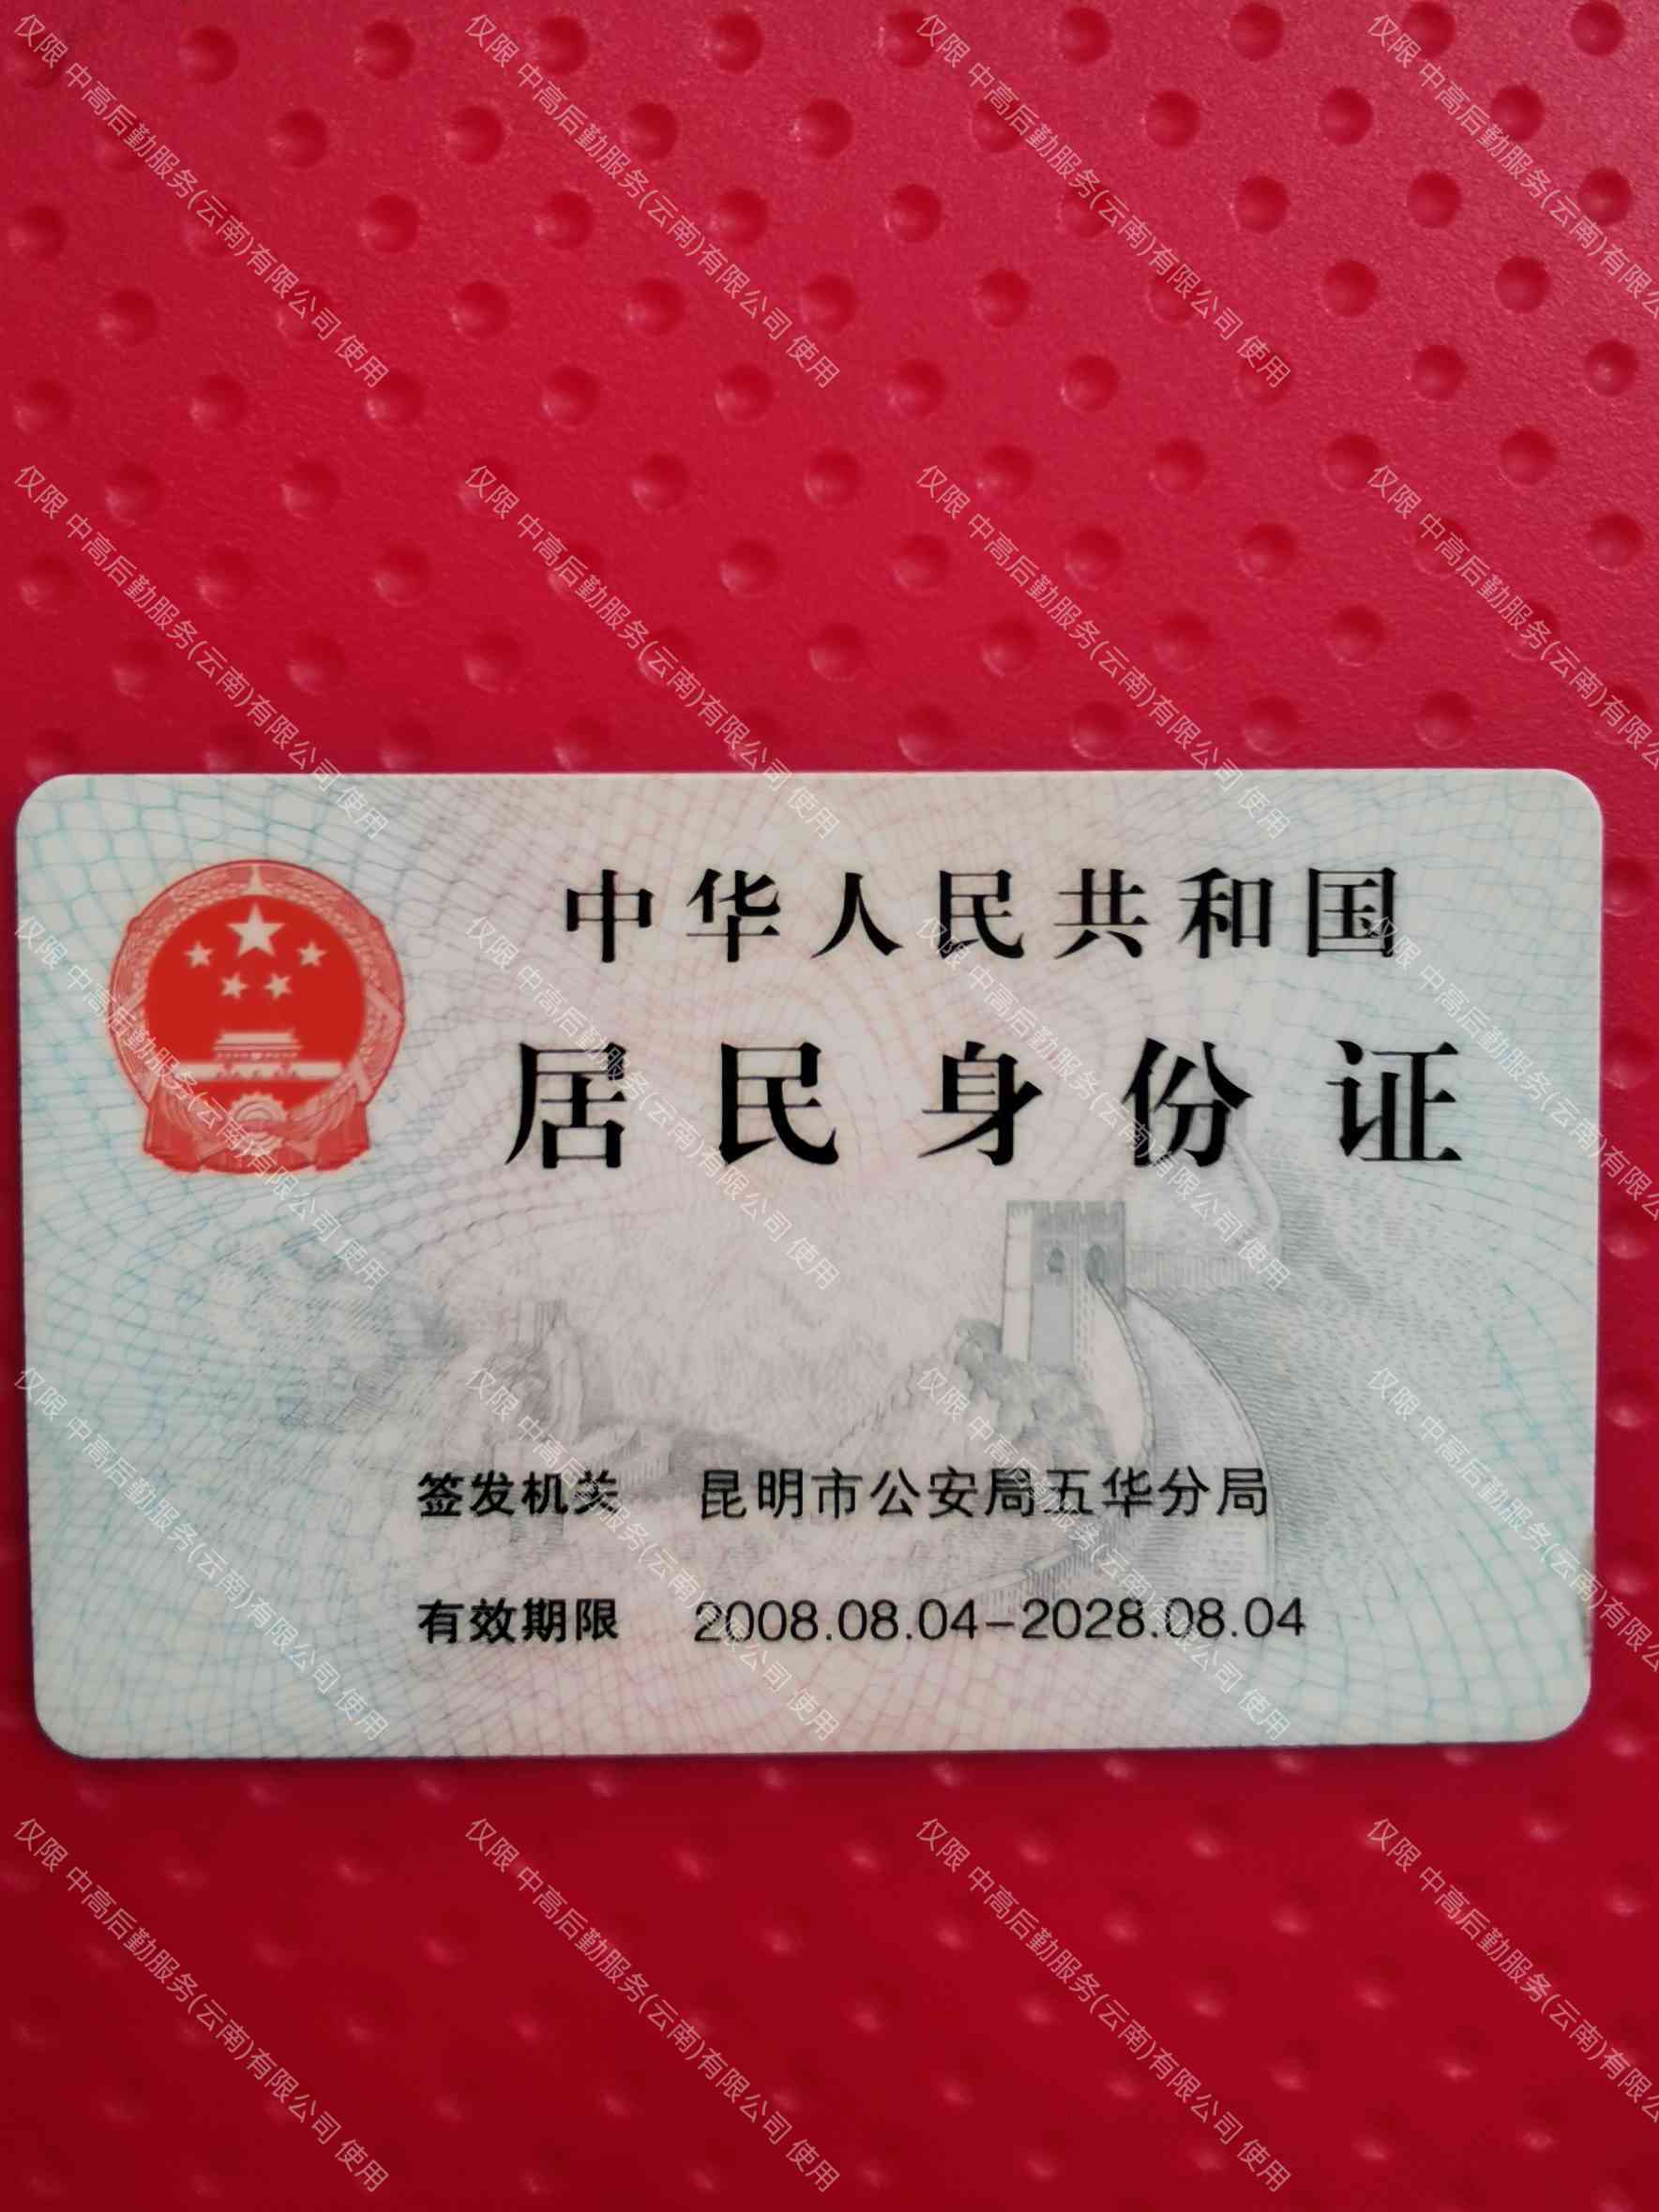 中华人民共和国
居民身份证
签发机关 昆明市公安局五华分局
有效期限 2008.08.04-2028.08.04
仅限 中高后勤服务(云南)有限公司 使用